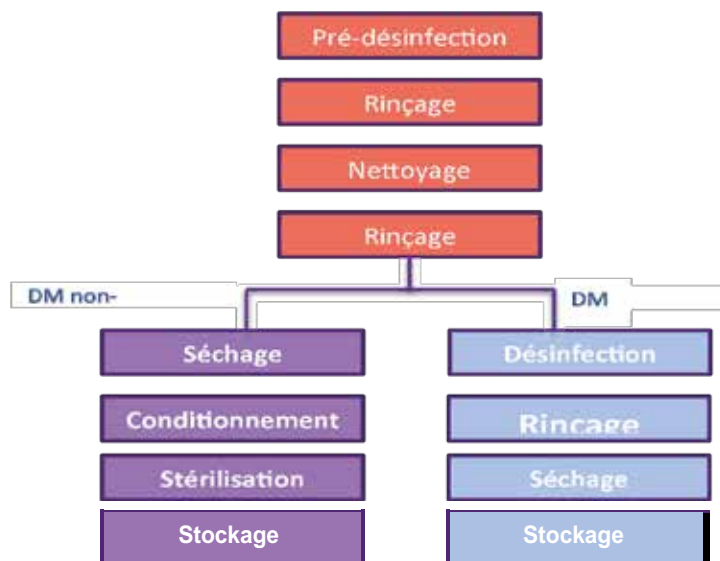 Pré-désinfection
Rinçage
Nettoyage
Rinçage
DM non-
DM
Séchage
Désinfection
Conditionnement
Rinçage
Stérilisation
Séchage
Stockage
Stockage